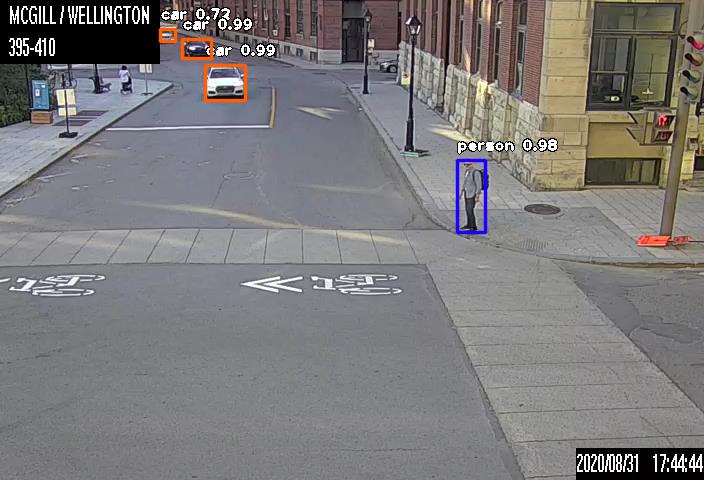 MCGILL / WELLINGTON
395-410
car 0.72
car 0.99
car 0.99
person 0.98
2020/08/31 17:44:44